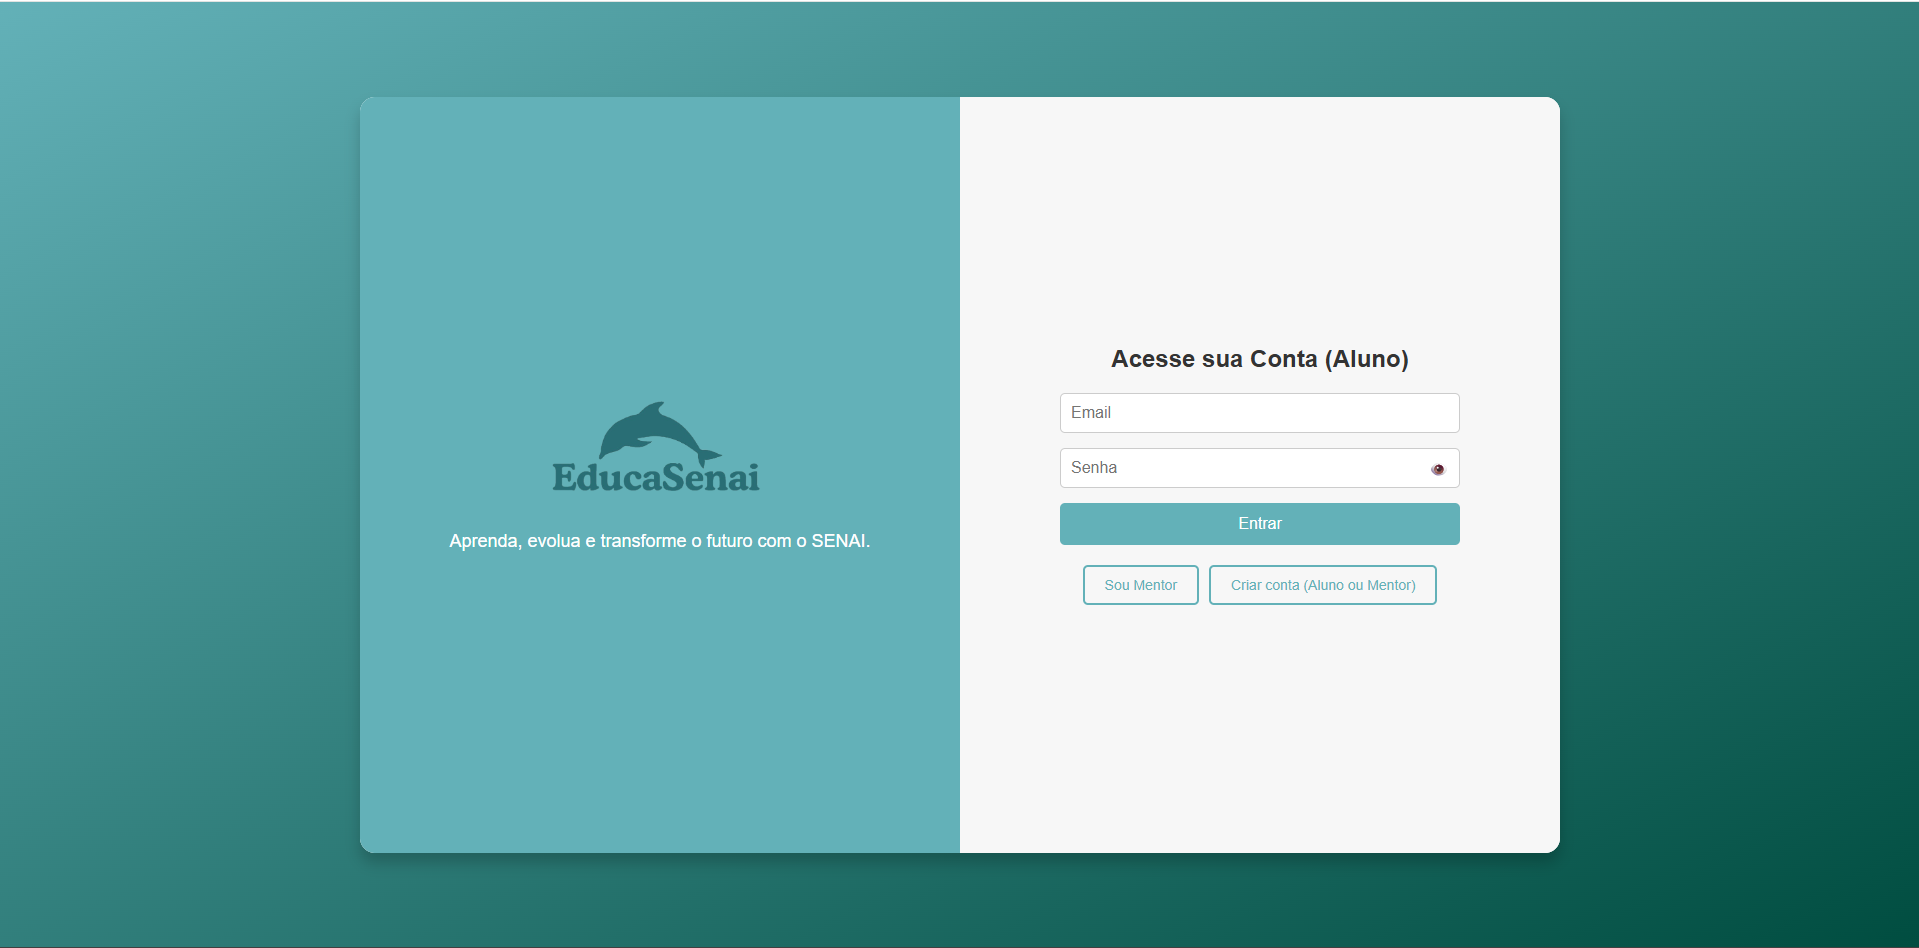 EducaSenai
Aprenda, evolua e transforme o futuro com o SENAI.
Acesse sua Conta (Aluno)
Email
Senha
Entrar
Sou Mentor
Criar conta (Aluno ou Mentor)